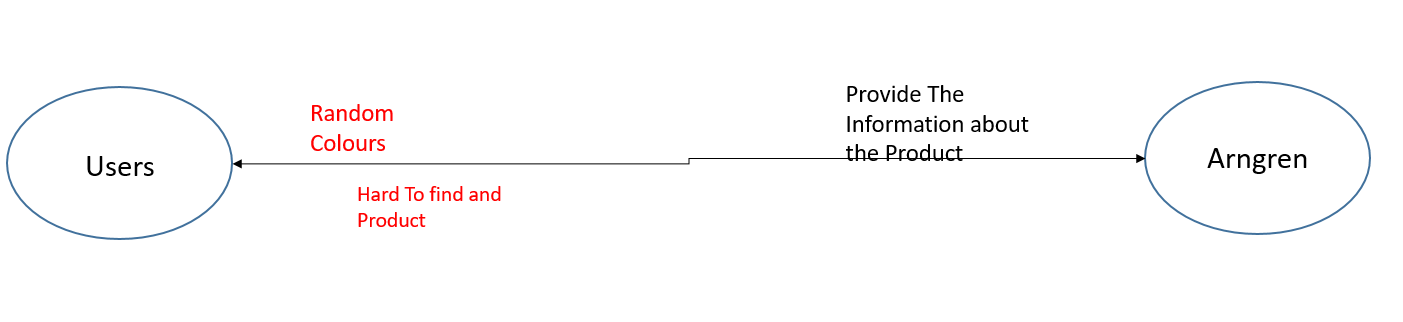 Users
Random
Colours
Hard To find and
Product
Provide The
Information about
the Product
Arngren